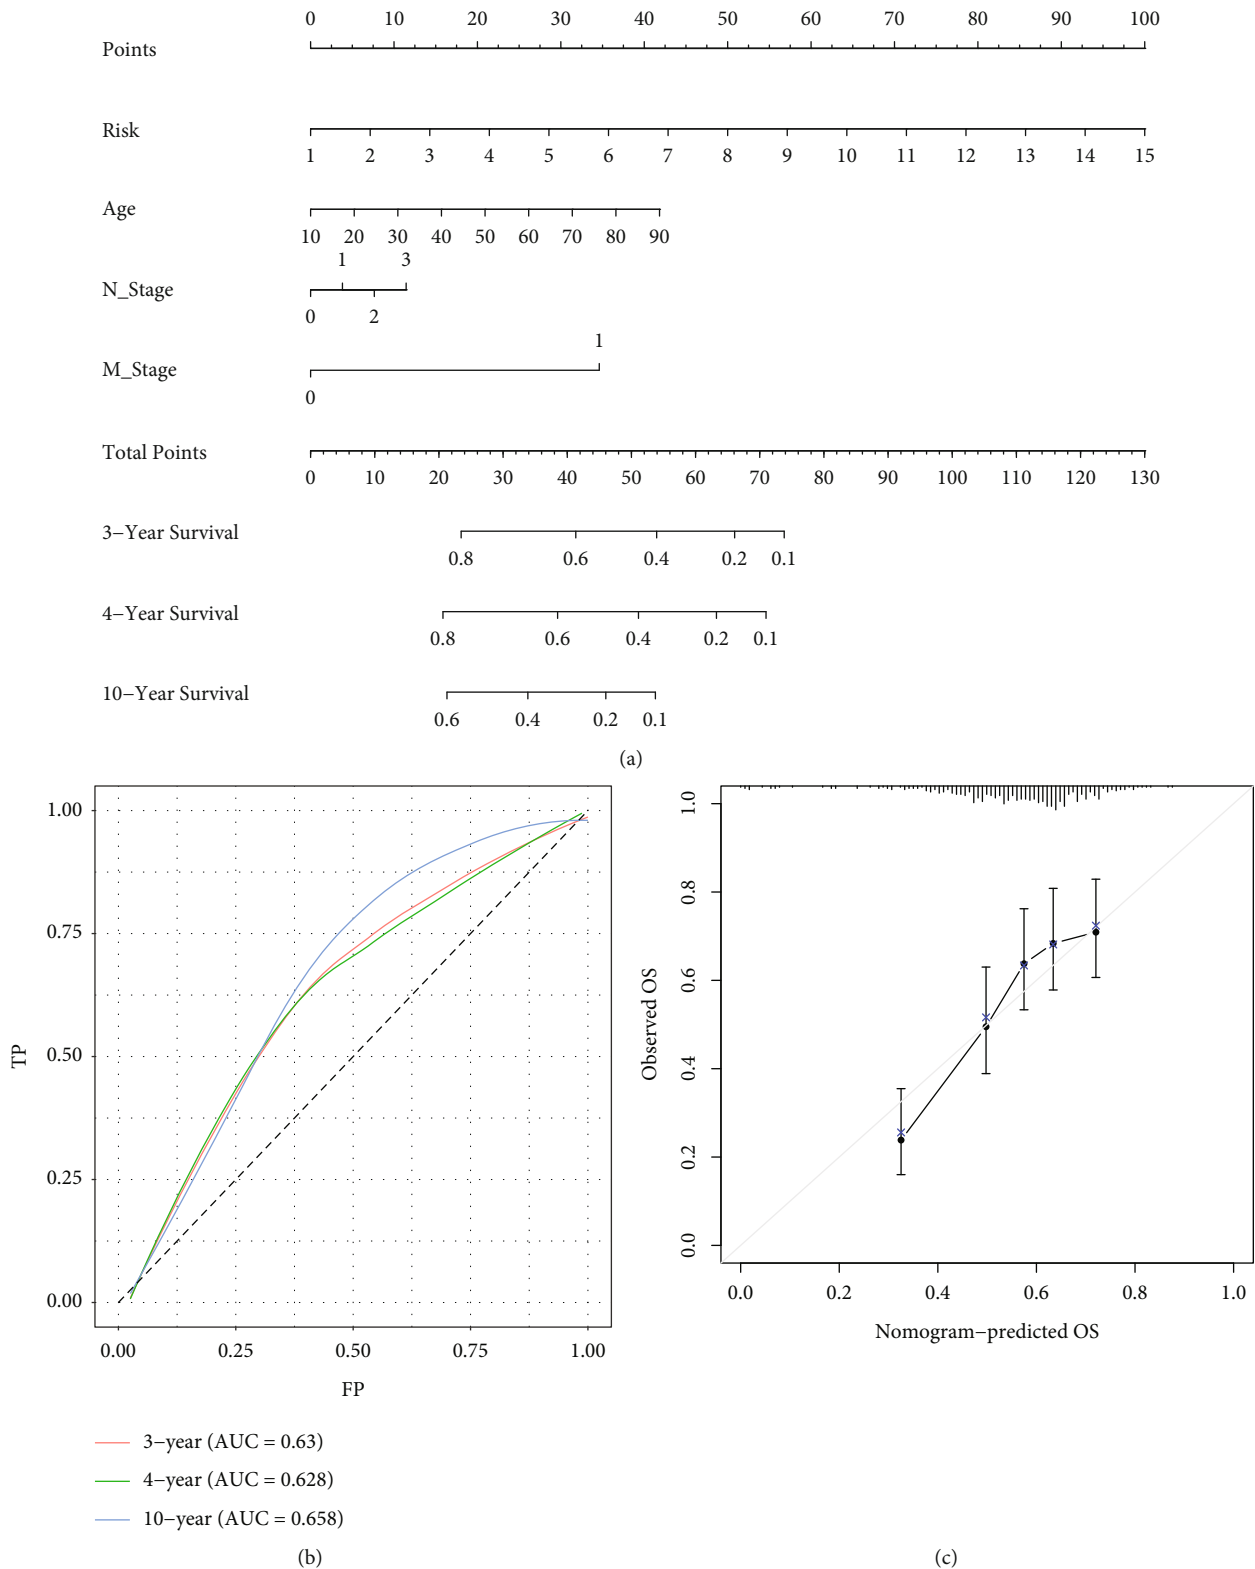 0 10 20 30 40 50 60 70 80 90 100
Points
Risk
1 2 3 4 5 6 7 8 9 10 11 12 13 14 15
Age
10 20 30 40 50 60 70 80 90
1 3
N_Stage
0 2
1
M_Stage
0
Total Points
0 10 20 30 40 50 60 70 80 90 100 110 120 130
3−Year Survival
0.8 0.6 0.4 0.2 0.1
4−Year Survival
0.8 0.6 0.4 0.2 0.1
10−Year Survival
0.6 0.4 0.2 0.1
(a)
1.00
0.75
0.50
0.25
0.00
TP
0.00 0.25 0.50 0.75 1.00
FP
3−year (AUC = 0.63)
4−year (AUC = 0.628)
10−year (AUC = 0.658)
(b)
1.0
0.8
0.6
0.4
0.2
0.0
Observed OS
0.0 0.2 0.4 0.6 0.8 1.0
Nomogram−predicted OS
(c)